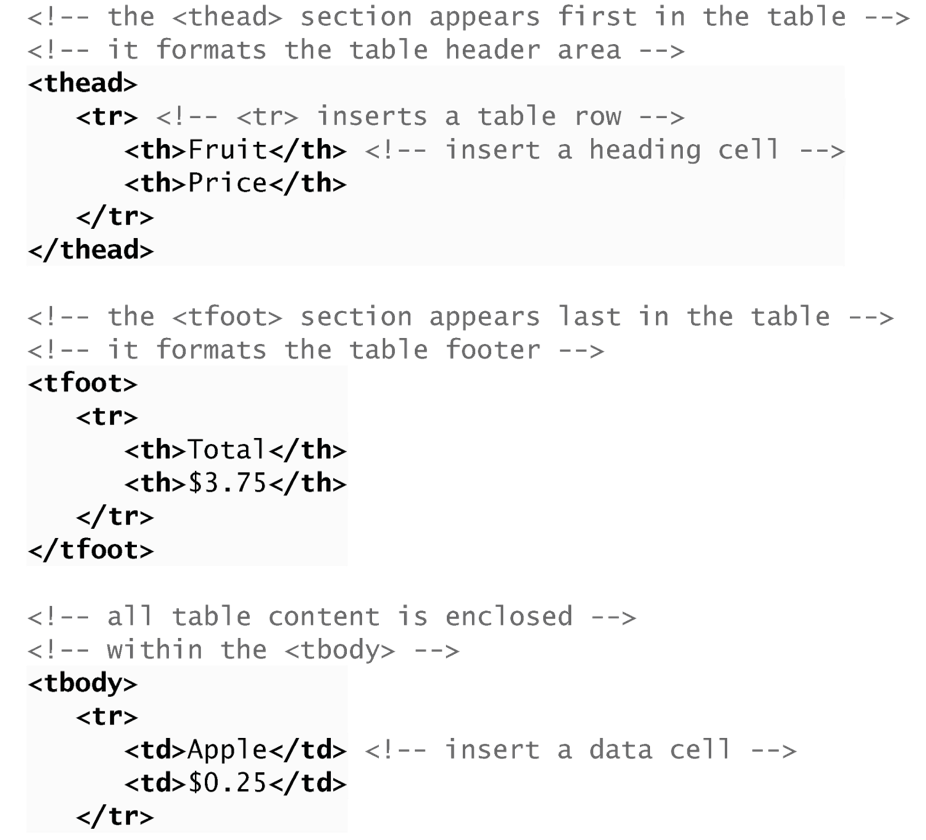 <!-- the <thead> section appears first in the table -->
<!-- it formats the table header area -->
<thead>
<tr> <!-- <tr> inserts a table row -->
<th>Fruit</th> <!-- insert a heading cell -->
<th>Price</th>
</tr>
</thead>
<!-- the <tfoot> section appears last in the table -->
<!-- it formats the table footer -->
<tfoot>
<tr>
<th>Total</th>
<th>$3.75</th>
</tr>
</tfoot>
<!-- all table content is enclosed -->
<!-- within the <tbody> -->
<tbody>
<tr>
<td>Apple</td> <!-- insert a data cell -->
<td>$0.25</td>
</tr>